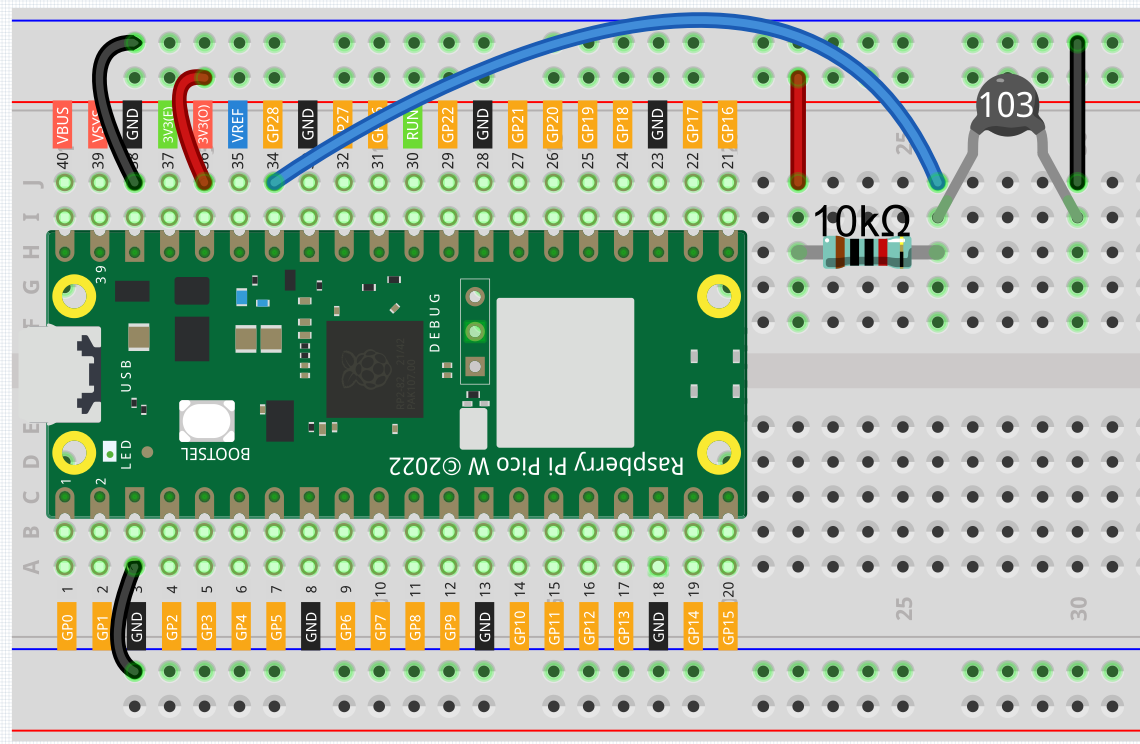 VBUS
VSYS
GND
3V3(E)
3V3(O)
VREF
GP28
GND
GP27
RUN
GP22
GND
GP21
GP20
GP19
GP18
GND
GP17
GP16
40
39
38
37
36
35
34
32
31
30
29
28
27
26
25
24
23
22
21
25
103
J
I
H
G
F
10kΩ
39
DEBUG
USB
LED
BOOTSEL
Raspberry Pi Pico W ©2022
1
2
E
D
C
B
A
1
2
3
4
5
6
7
8
9
10
11
12
13
14
15
16
17
18
19
20
25
30
GP0
GP1
GND
GP2
GP3
GP4
GP5
GND
GP6
GP7
GP8
GP9
GND
GP10
GP11
GP12
GP13
GND
GP14
GP15